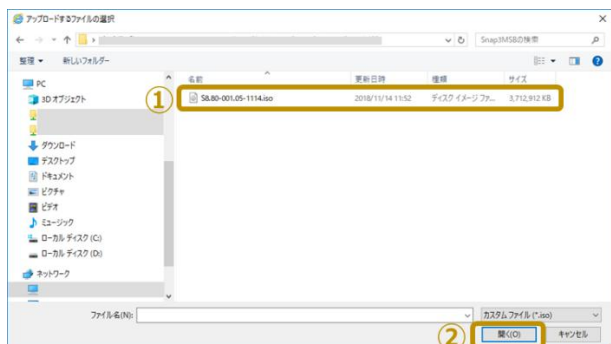 アップロードするファイルの選択
Snap3MSBの検索
整理 新しいフォルダー
名前 更新日時 種類 サイズ
PC
3D オブジェクト
① S8.80-001.05-1114.iso 2018/11/14 11:52 ディスク イメージ ファ... 3,712,912 KB
ダウンロード
デスクトップ
ドキュメント
ピクチャ
ビデオ
ミュージック
ローカル ディスク (C:)
ローカル ディスク (D:)
ネットワーク
ファイル名(N): カスタム ファイル (*.iso)
② 開く(O) キャンセル